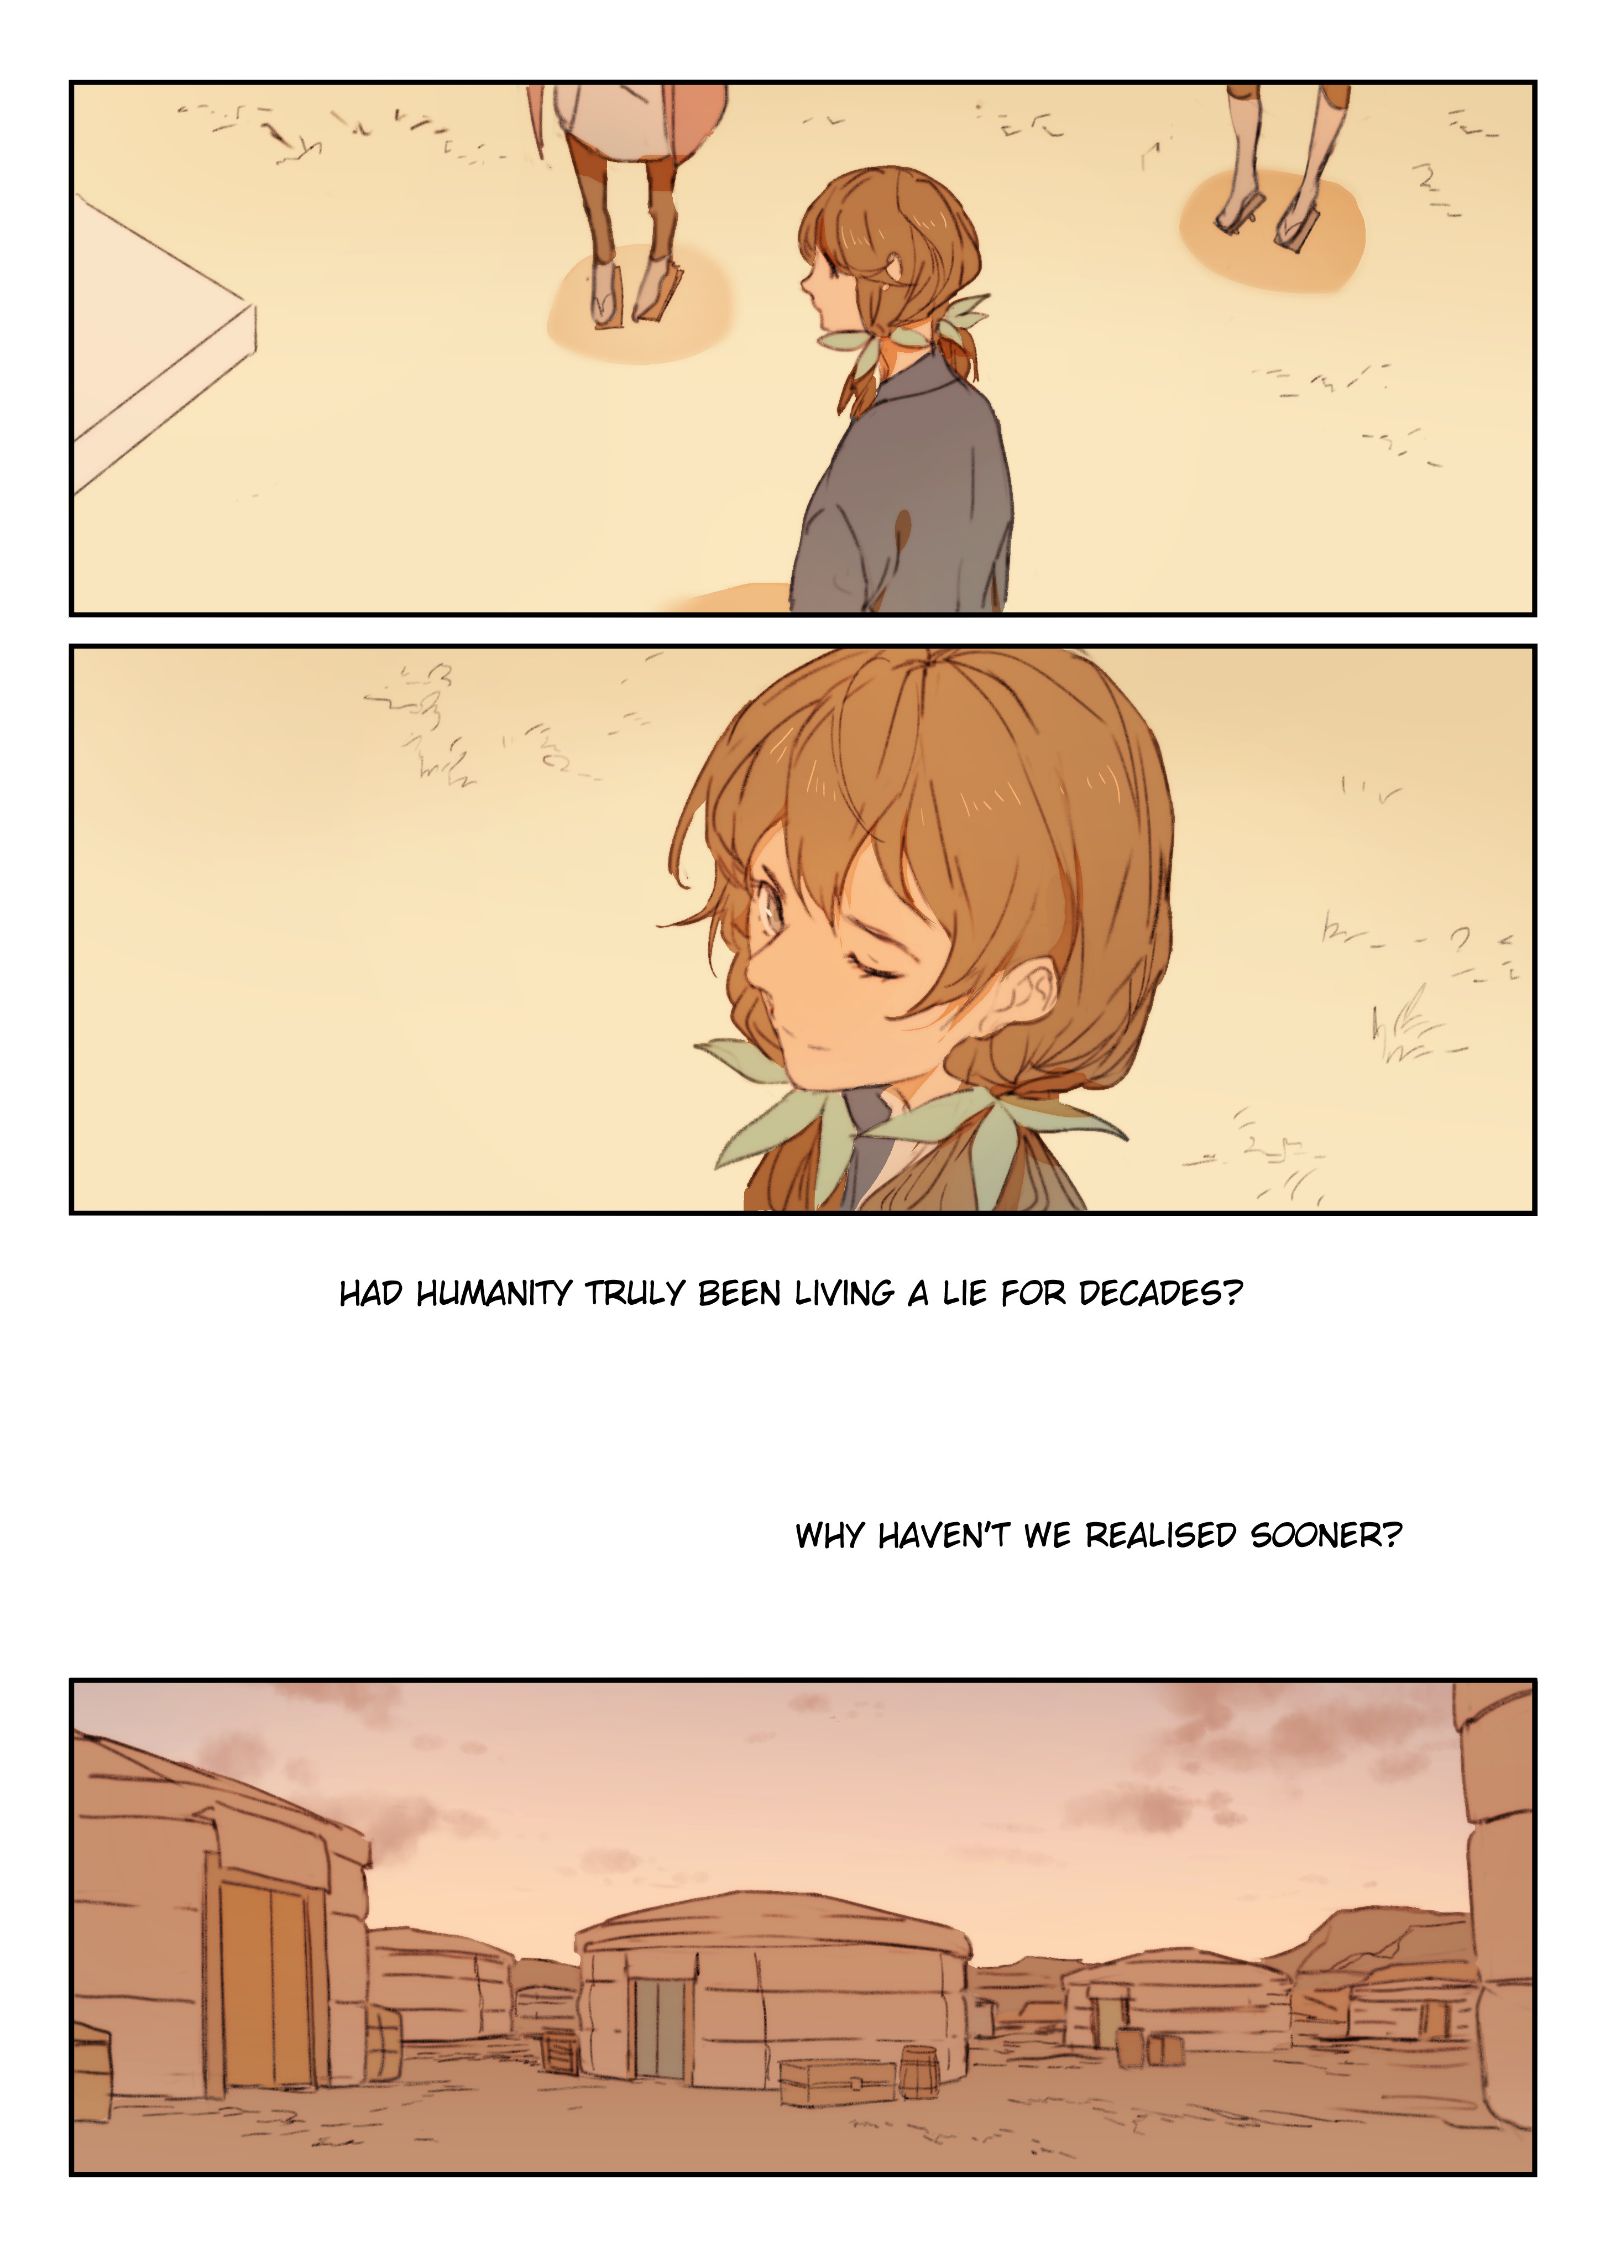 HAD HUMANITY TRULY BEEN LIVING A LIE FOR DECADES?
WHY HAVEN'T WE REALISED SOONER?